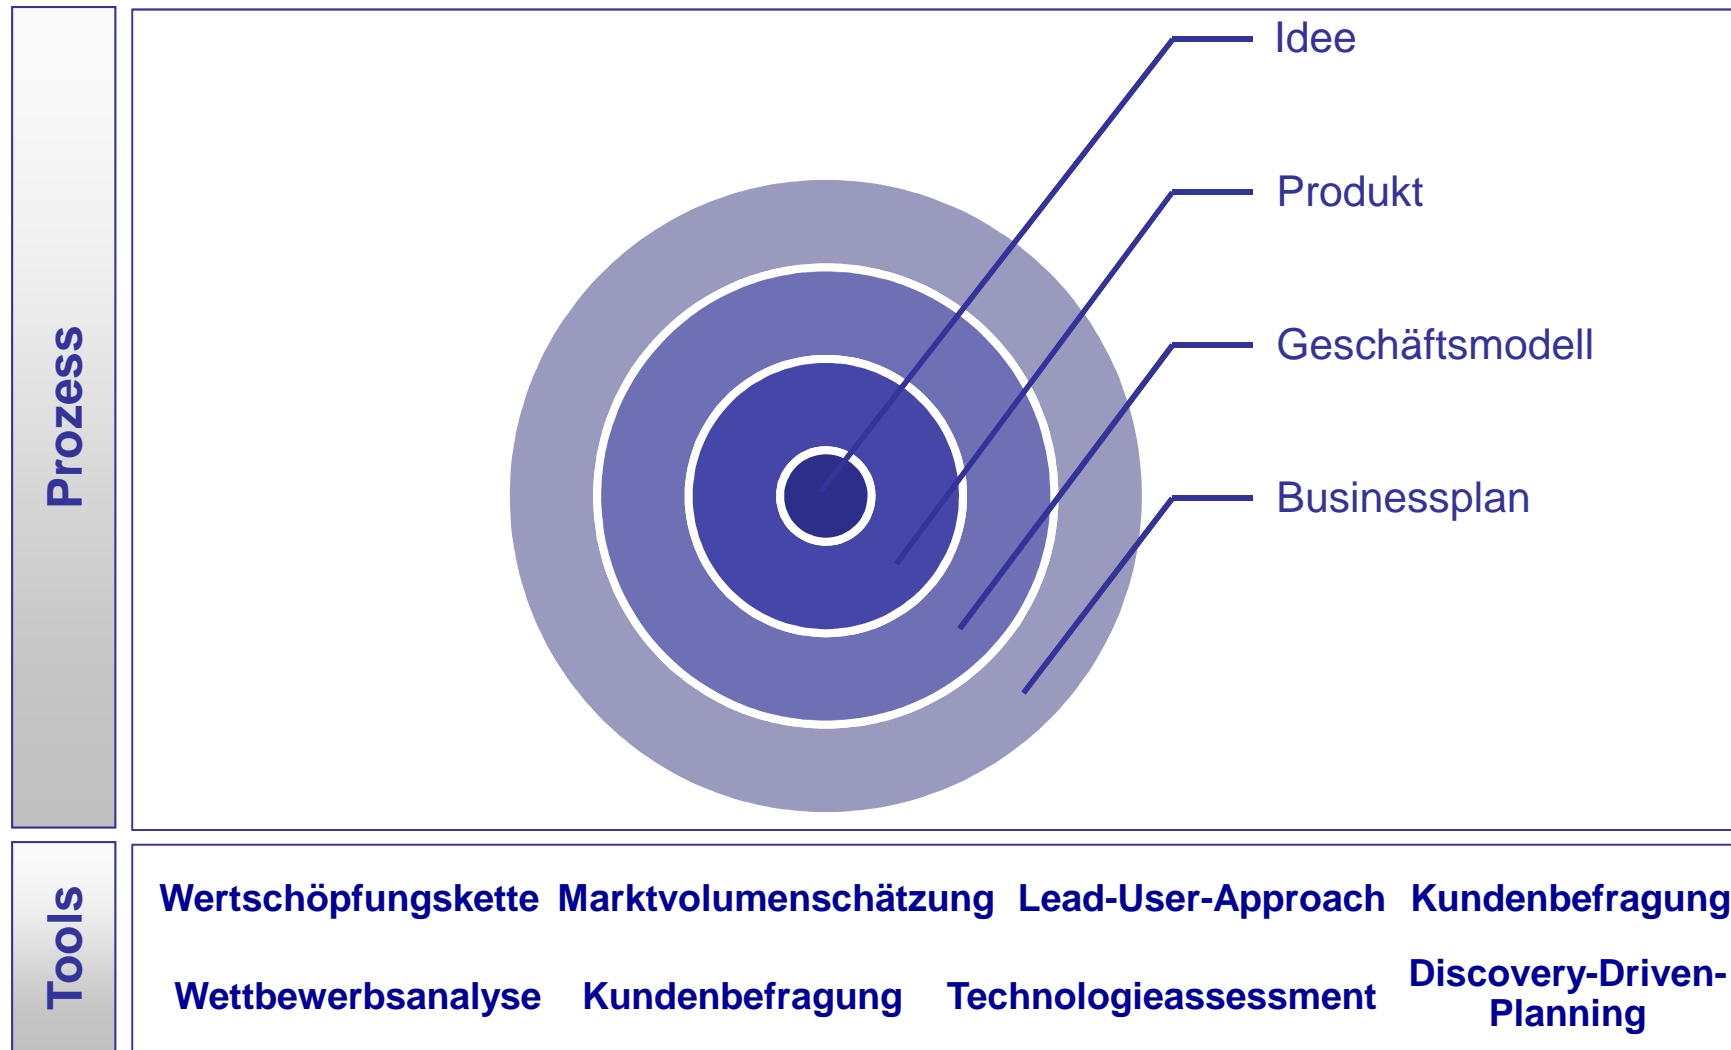 Prozess
Idee
Produkt
Geschäftsmodell
Businessplan
Tools
Wertschöpfungskette Marktvolumenschätzung Lead-User-Approach Kundenbefragung
Wettbewerbsanalyse Kundenbefragung Technologieassessment Discovery-Driven-
Planning